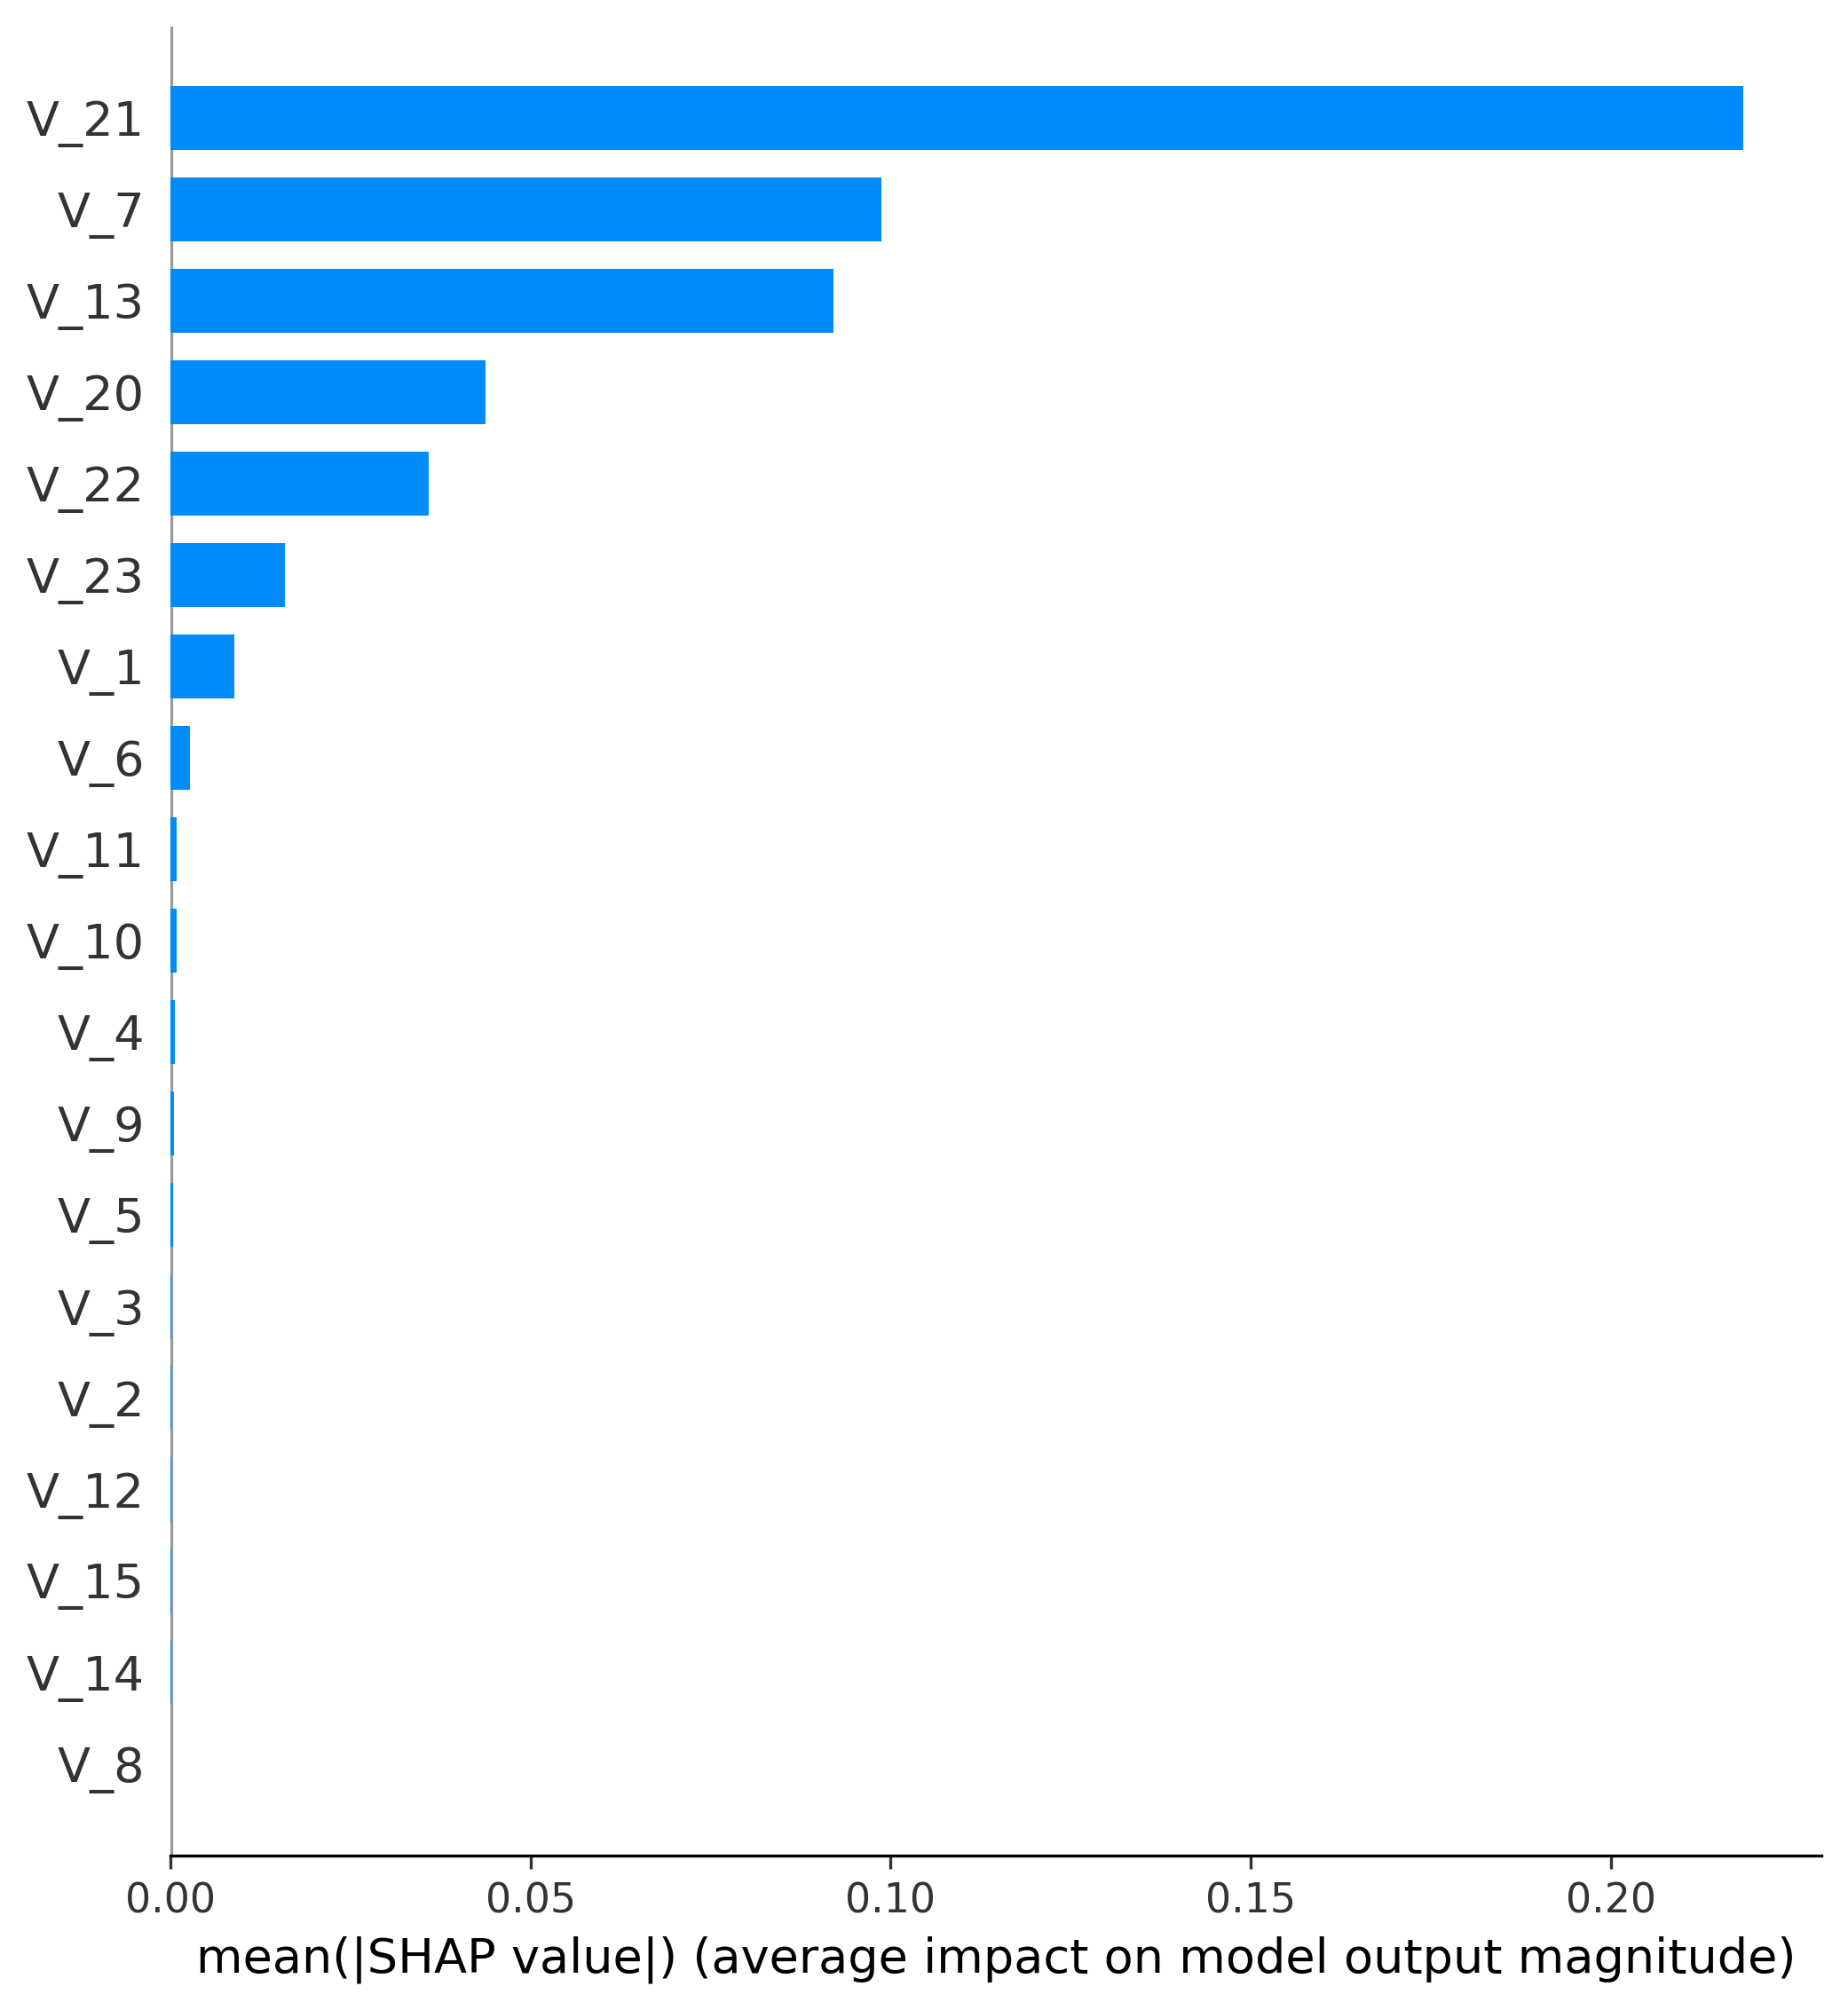 V_21
V_7
V_13
V_20
V_22
V_23
V_1
V_6
V_11
V_10
V_4
V_9
V_5
V_3
V_2
V_12
V_15
V_14
V_8
0.00 0.05 0.10 0.15 0.20
mean(|SHAP value|) (average impact on model output magnitude)